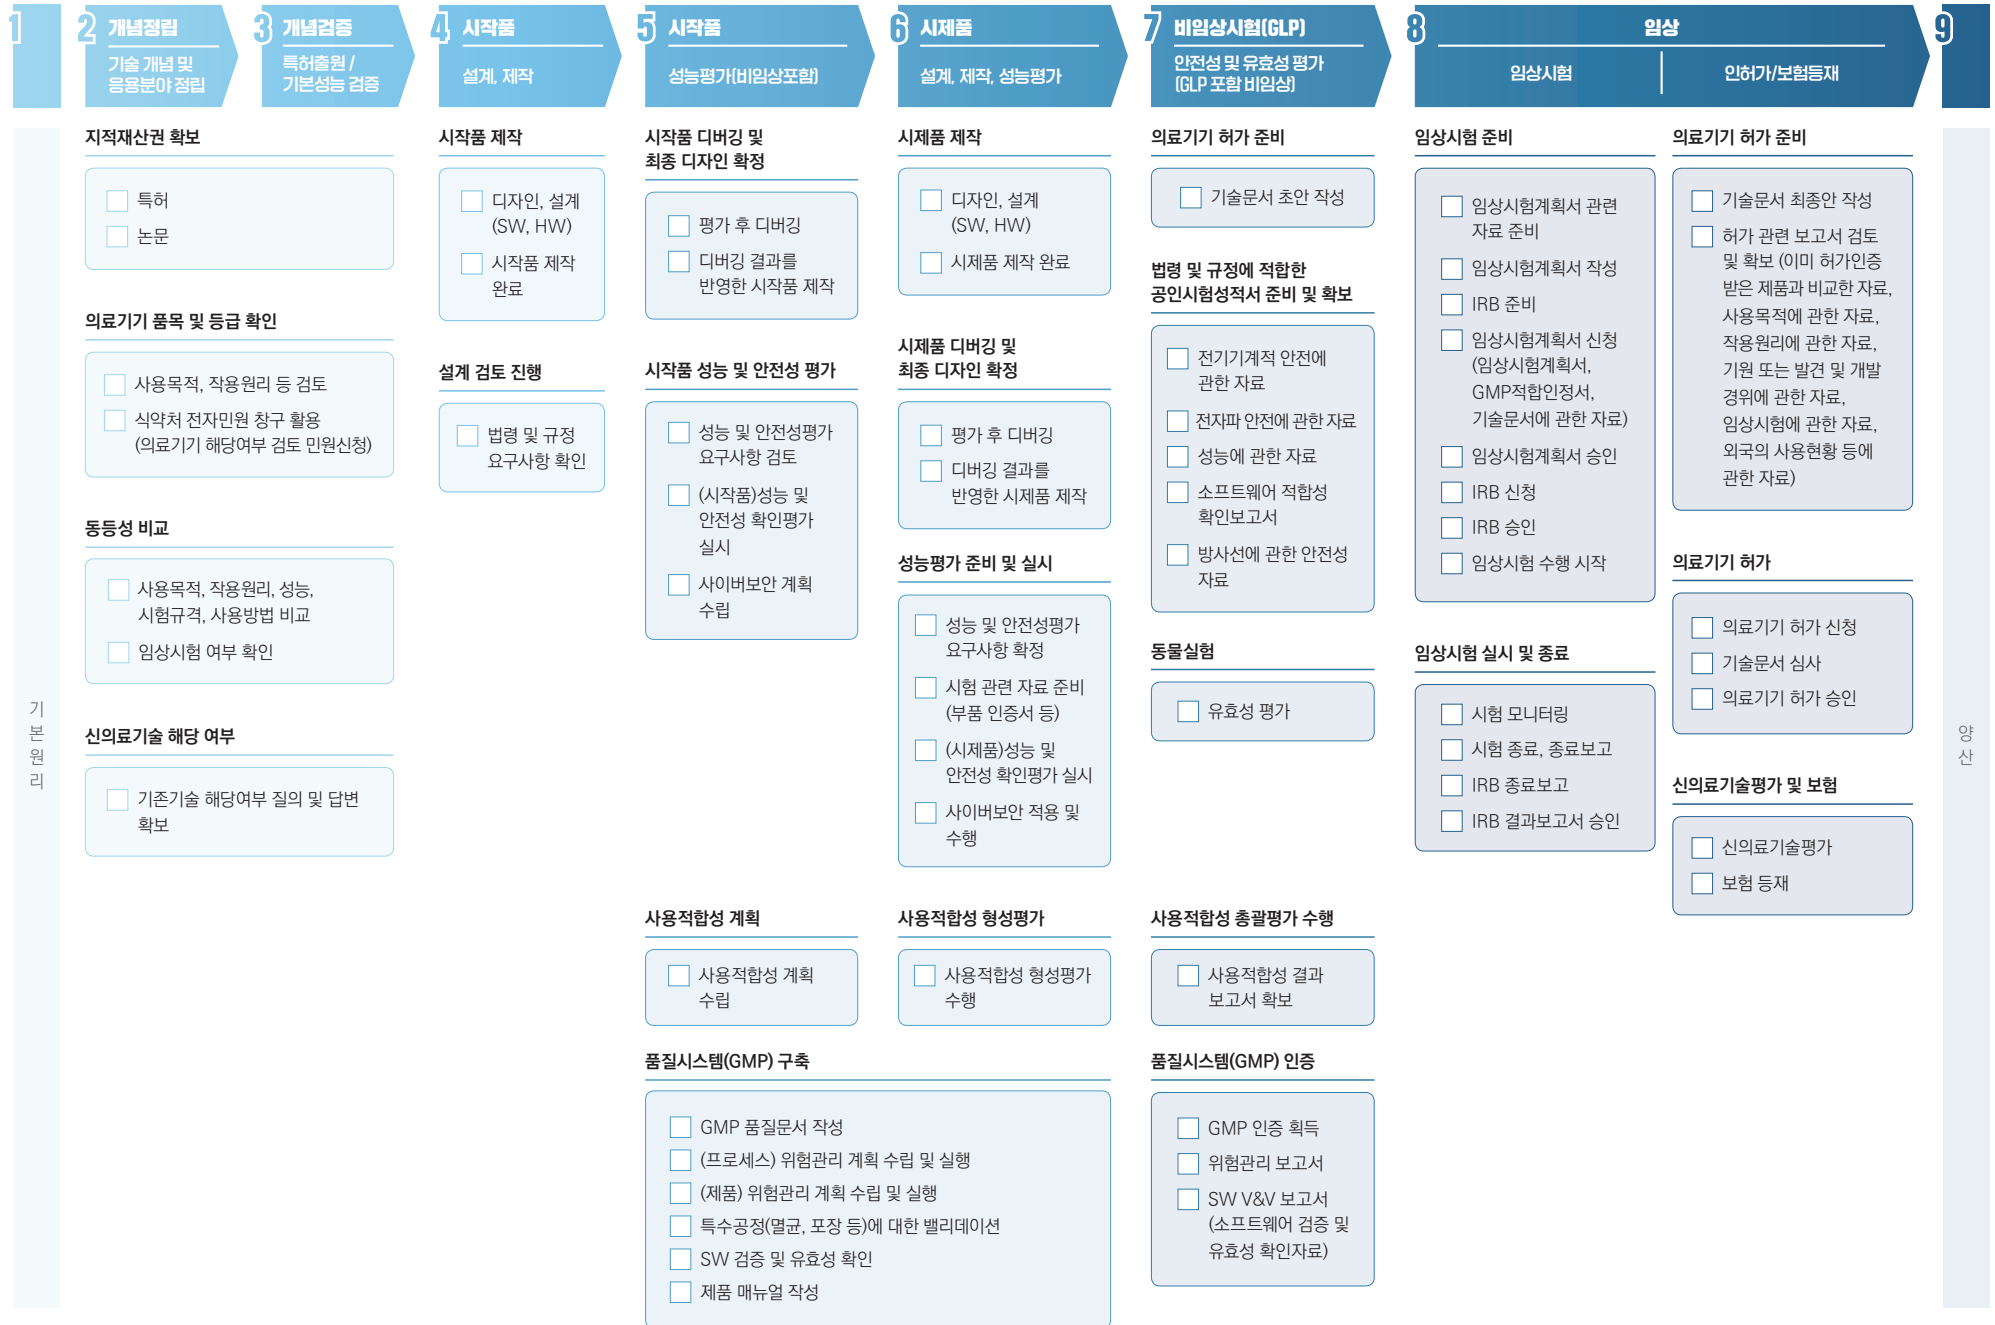 1
2 개념정립
기술 개념 및
응용분야 정립
3 개념검증
특허출원 /
기본성능 검증
4 시작품
설계, 제작
5 시작품
성능평가(비임상포함)
6 시제품
설계, 제작, 성능평가
7 비임상시험(GLP)
안전성 및 유효성 평가
(GLP 포함 비임상)
8 임상
임상시험
인허가/보험등재
9
기
본
원
리
지적재산권 확보
특허
논문
의료기기 품목 및 등급 확인
사용목적, 작용원리 등 검토
식약처 전자민원 창구 활용
(의료기기 해당여부 검토 민원신청)
동등성 비교
사용목적, 작용원리, 성능,
시험규격, 사용방법 비교
임상시험 여부 확인
신의료기술 해당 여부
기존기술 해당여부 질의 및 답변
확보
시작품 제작
디자인, 설계
(SW, HW)
시작품 제작
완료
설계 검토 진행
법령 및 규정
요구사항 확인
시작품 디버깅 및
최종 디자인 확정
평가 후 디버깅
디버깅 결과를
반영한 시작품 제작
시작품 성능 및 안전성 평가
성능 및 안전성평가
요구사항 검토
(시작품)성능 및
안전성 확인평가
실시
사이버보안 계획
수립
사용적합성 계획
사용적합성 계획
수립
시제품 제작
디자인, 설계
(SW, HW)
시제품 제작 완료
시제품 디버깅 및
최종 디자인 확정
평가 후 디버깅
디버깅 결과를
반영한 시제품 제작
성능평가 준비 및 실시
성능 및 안전성평가
요구사항 확정
시험 관련 자료 준비
(부품 인증서 등)
(시제품)성능 및
안전성 확인평가 실시
사이버보안 적용 및
수행
사용적합성 형성평가
사용적합성 형성평가
수행
품질시스템(GMP) 구축
GMP 품질문서 작성
(프로세스) 위험관리 계획 수립 및 실행
(제품) 위험관리 계획 수립 및 실행
특수공정(멸균, 포장 등)에 대한 밸리데이션
SW 검증 및 유효성 확인
제품 매뉴얼 작성
의료기기 허가 준비
기술문서 초안 작성
법령 및 규정에 적합한
공인시험성적서 준비 및 확보
전기기계적 안전에
관한 자료
전자파 안전에 관한 자료
성능에 관한 자료
소프트웨어 적합성
확인보고서
방사선에 관한 안전성
자료
동물실험
유효성 평가
사용적합성 총괄평가 수행
사용적합성 결과
보고서 확보
품질시스템(GMP) 인증
GMP 인증 획득
위험관리 보고서
SW V&V 보고서
(소프트웨어 검증 및
유효성 확인자료)
임상시험 준비
임상시험계획서 관련
자료 준비
임상시험계획서 작성
IRB 준비
임상시험계획서 신청
(임상시험계획서,
GMP적합인정서,
기술문서에 관한 자료)
임상시험계획서 승인
IRB 신청
IRB 승인
임상시험 수행 시작
임상시험 실시 및 종료
시험 모니터링
시험 종료, 종료보고
IRB 종료보고
IRB 결과보고서 승인
의료기기 허가 준비
기술문서 최종안 작성
허가 관련 보고서 검토
및 확보 (이미 허가인증
받은 제품과 비교한 자료,
사용목적에 관한 자료,
작용원리에 관한 자료,
기원 또는 발견 및 개발
경위에 관한 자료,
임상시험에 관한 자료,
외국의 사용현황 등에
관한 자료)
의료기기 허가
의료기기 허가 신청
기술문서 심사
의료기기 허가 승인
신의료기술평가 및 보험
신의료기술평가
보험 등재
양
산